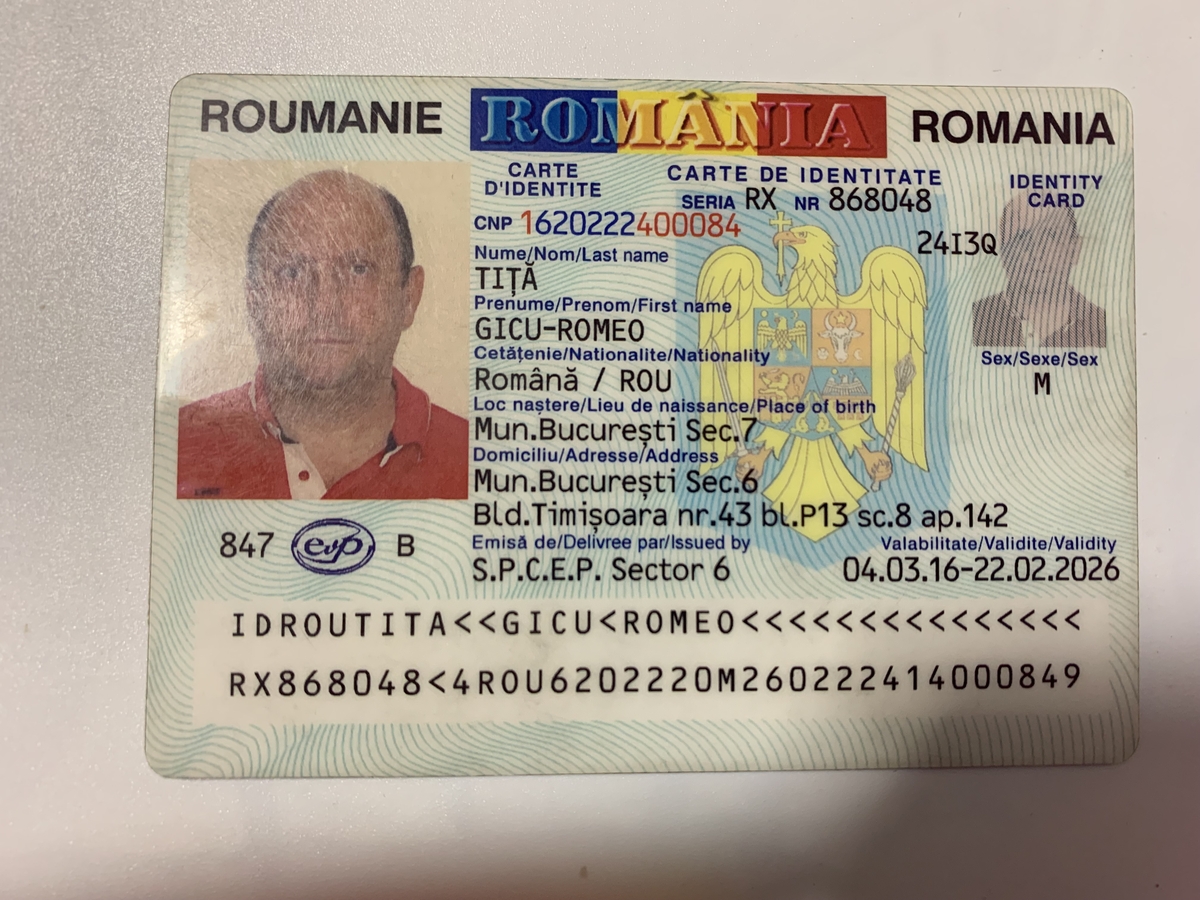 ROUMANIE ROMÂNIA ROMANIA
CARTE D'IDENTITE
CARTE DE IDENTITATE
IDENTITY CARD
SERIA RX NR 868048
CNP 1620222400084
24I3Q
Nume/Nom/Last name
TIȚĂ
Prenume/Prenom/First name
GICU-ROMEO
Cetățenie/Nationalite/Nationality
Română / ROU
Sex/Sexe/Sex
M
Loc naștere/Lieu de naissance/Place of birth
Mun.București Sec.7
Domiciliu/Adresse/Address
Mun.București Sec.6
Bld.Timișoara nr.43 bl.P13 sc.8 ap.142
Emisă de/Delivree par/Issued by
S.P.C.E.P. Sector 6
Valabilitate/Validite/Validity
04.03.16-22.02.2026
847 evp B
IDROUTITA<<GICU<ROMEO<<<<<<<<<<<<<<<
RX868048<4ROU6202220M260222414000849